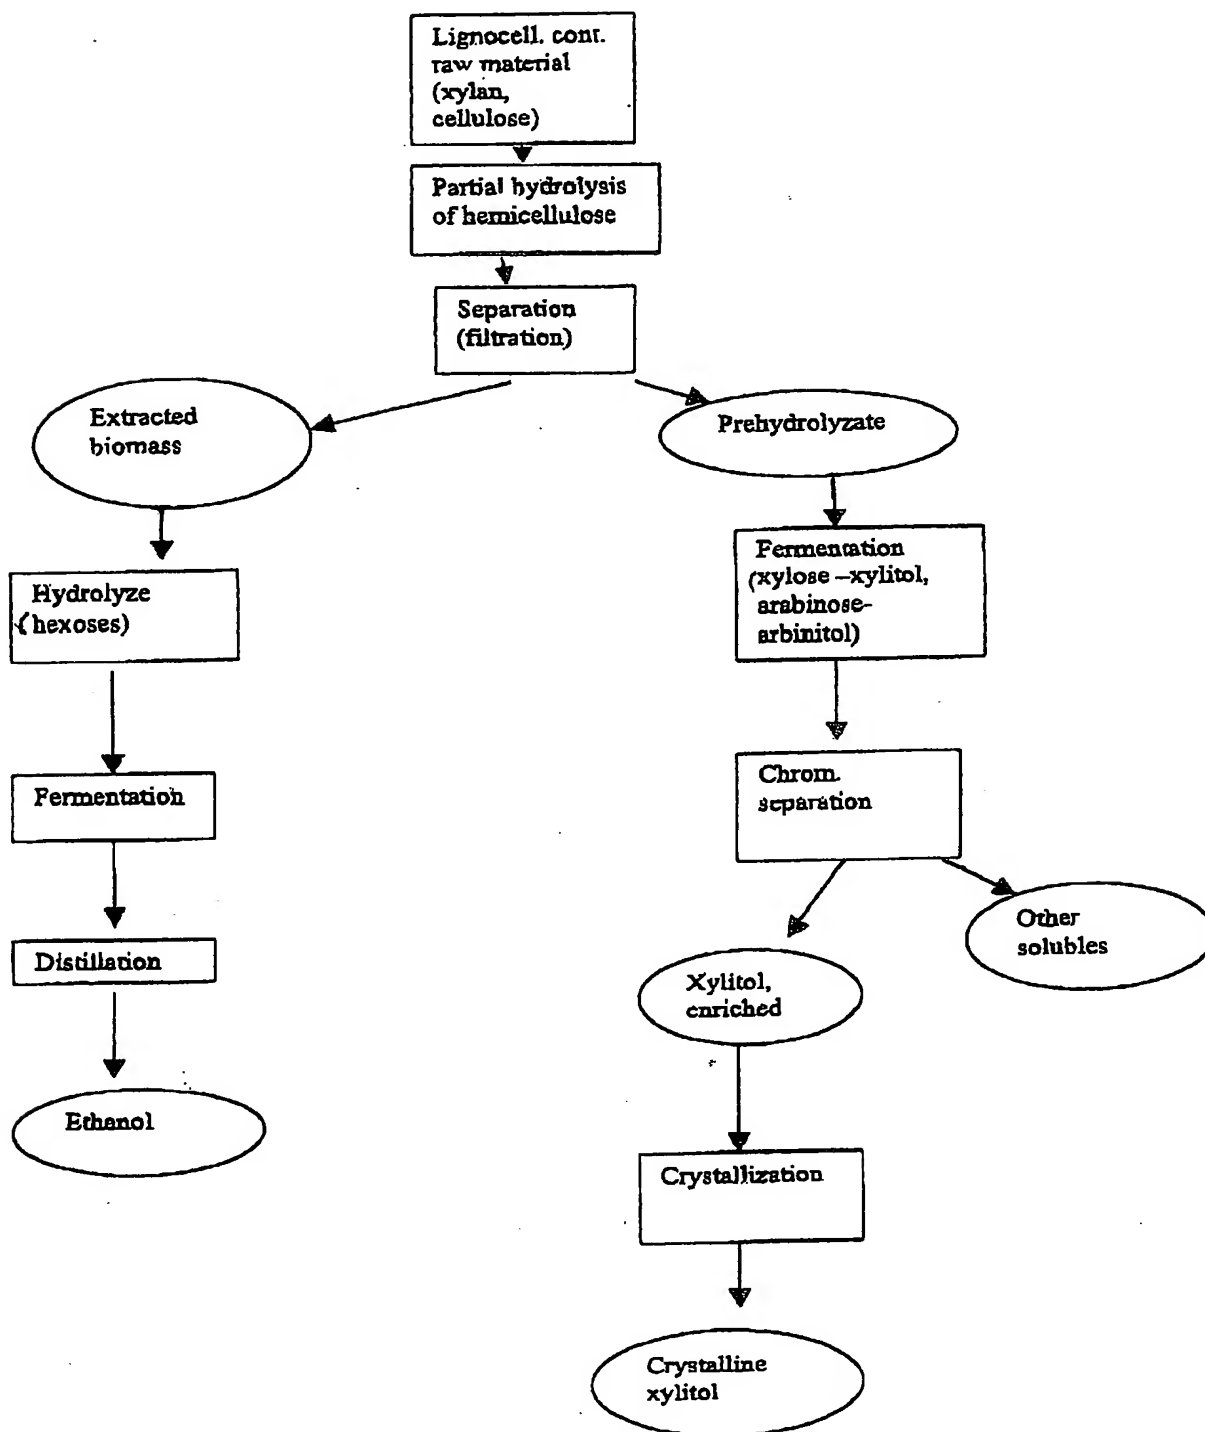 Lignocell. cont.
raw material
(xylan,
cellulose)
Partial hydrolysis
of hemicellulose
Separation
(filtration)
Extracted
biomass
Prehydrolyzate
Hydrolyze
(hexoses)
Fermentation
(xylose –xylitol,
arabinose-
arbinitol)
Fermentation
Chrom.
separation
Distillation
Other
solubles
Xylitol,
enriched
Ethanol
Crystallization
Crystalline
xylitol